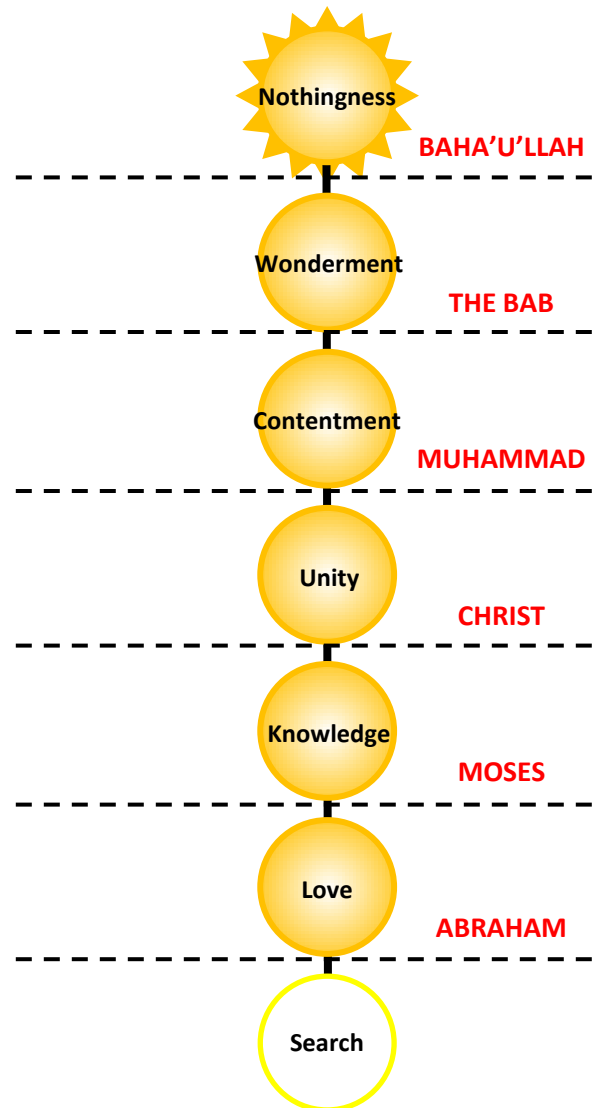 Nothingness
BAHA’U’LLAH
Wonderment
THE BAB
Contentment
MUHAMMAD
Unity
CHRIST
Knowledge
MOSES
Love
ABRAHAM
Search